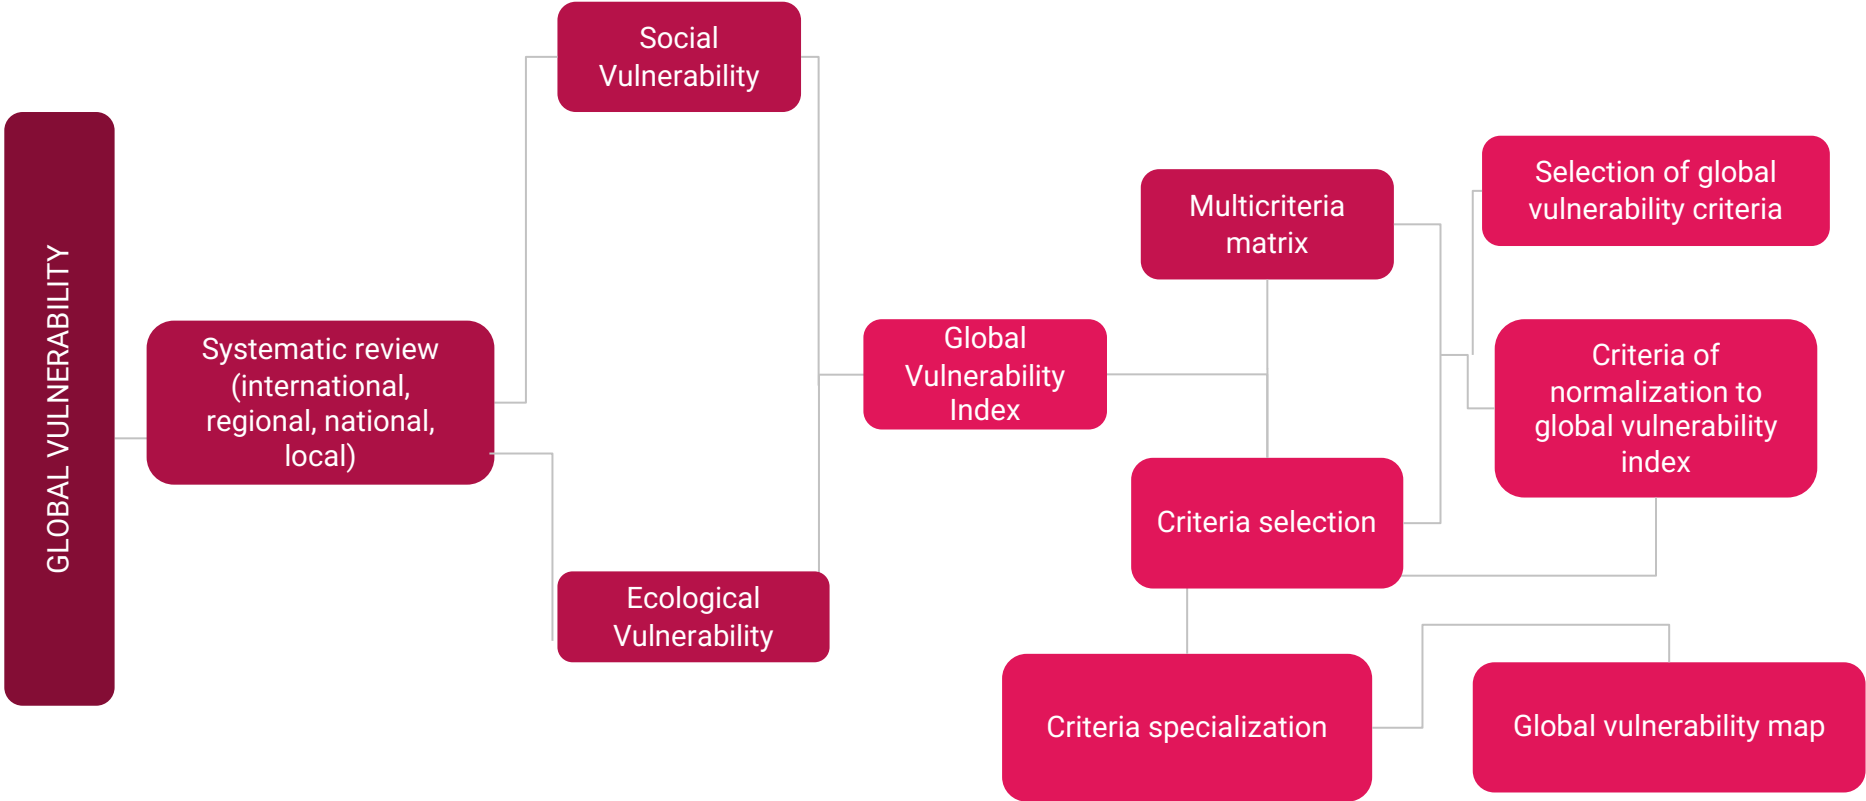 GLOBAL VULNERABILITY
Systematic review
(international,
regional, national,
local)
Social
Vulnerability
Ecological
Vulnerability
Global
Vulnerability
Index
Multicriteria
matrix
Criteria selection
Selection of global
vulnerability criteria
Criteria of
normalization to
global vulnerability
index
Criteria specialization
Global vulnerability map